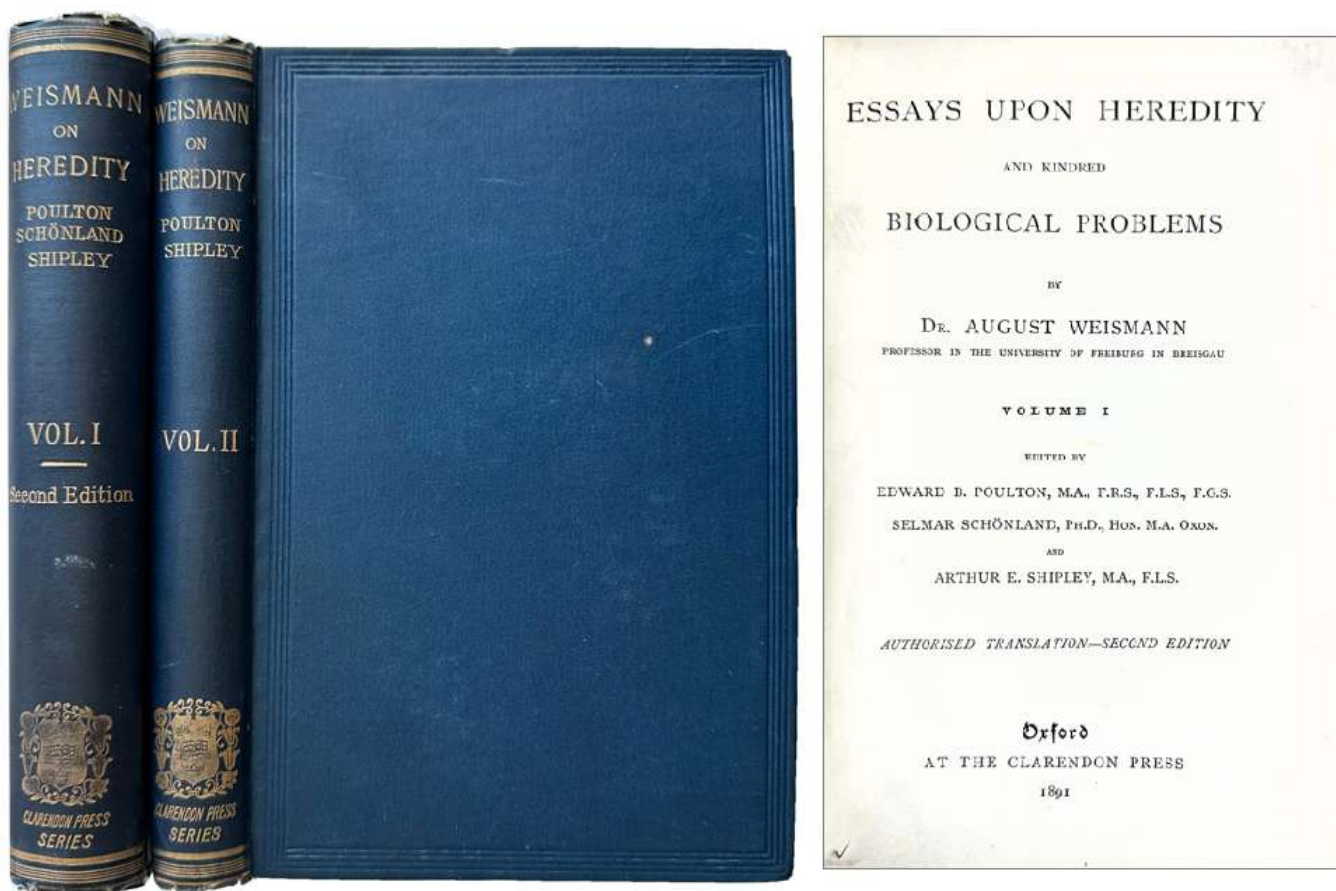 WEISMANN
ON
HEREDITY
POULTON
SCHÖNLAND
SHIPLEY
VOL. I
Second Edition
CLARENDON PRESS
SERIES
WEISMANN
ON
HEREDITY
POULTON
SHIPLEY
VOL. II
CLARENDON PRESS
SERIES
ESSAYS UPON HEREDITY
AND KINDRED
BIOLOGICAL PROBLEMS
BY
DR. AUGUST WEISMANN
PROFESSOR IN THE UNIVERSITY OF FREIBURG IN BREISGAU
VOLUME I
EDITED BY
EDWARD B. POULTON, M.A., F.R.S., F.L.S., F.G.S.
SELMAR SCHÖNLAND, PH.D., HON. M.A. OXON.
AND
ARTHUR E. SHIPLEY, M.A., F.L.S.
AUTHORISED TRANSLATION—SECOND EDITION
Oxford
AT THE CLARENDON PRESS
1891